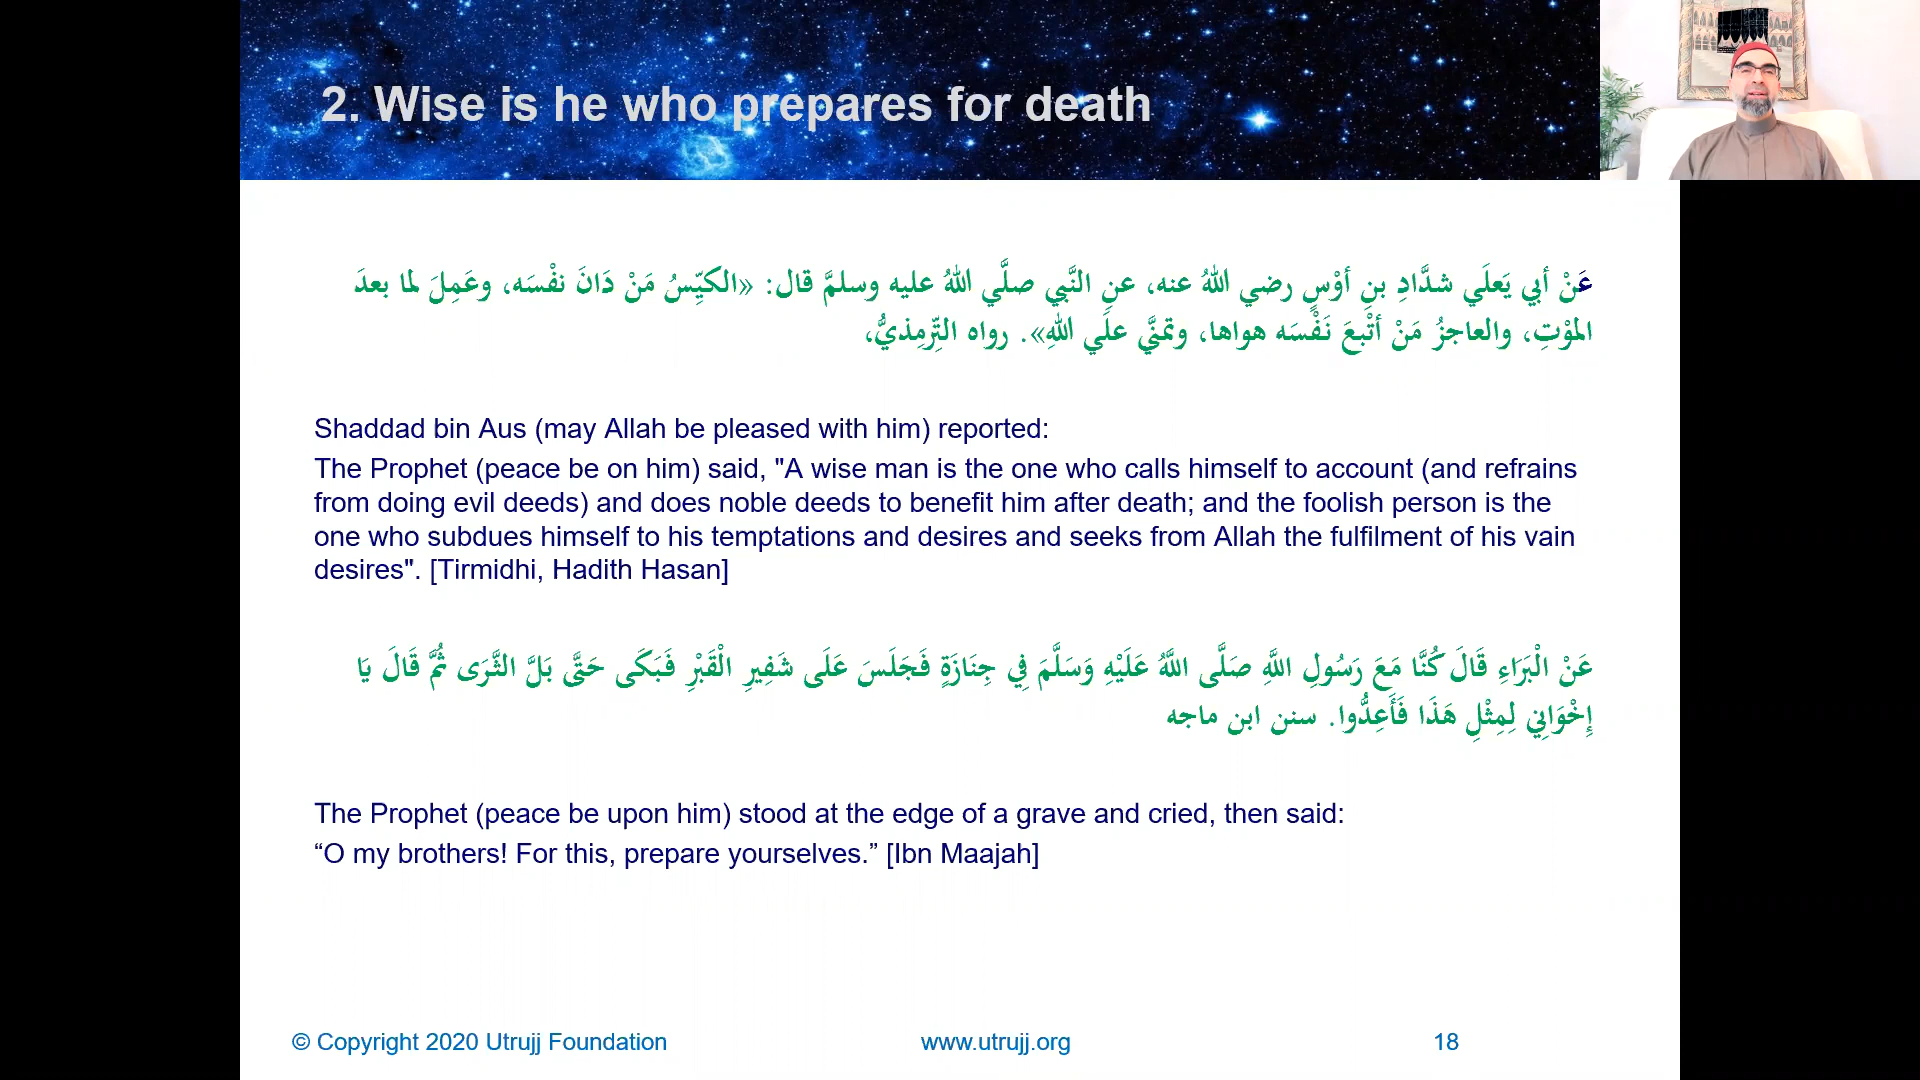 2. Wise is he who prepares for death
عَنْ أبي يَعلَي شدَّادِ بنِ أوْسٍ رضي اللهُ عنه، عنِ النَّبي صلَّي اللهُ عليه وسلمَّ قال: «الكيِّسُ مَنْ دَانَ نفْسَه، وعَمِلَ لما بعدَ
الموْتِ، والعاجزُ مَنْ أتْبعَ نَفْسَه هواها، وتمنَّي علَي اللهِ». رواه التِّرمِذيُّ،
Shaddad bin Aus (may Allah be pleased with him) reported:
The Prophet (peace be on him) said, "A wise man is the one who calls himself to account (and refrains
from doing evil deeds) and does noble deeds to benefit him after death; and the foolish person is the
one who subdues himself to his temptations and desires and seeks from Allah the fulfilment of his vain
desires". [Tirmidhi, Hadith Hasan]
عَنْ الْبَرَاءِ قَالَ كُنَّا مَعَ رَسُولِ اللَّهِ صَلَّى اللَّهُ عَلَيْهِ وَسَلَّمَ فِي جِنَازَةٍ فَجَلَسَ عَلَى شَفِيرِ الْقَبْرِ فَبَكَى حَتَّى بَلَّ الثَّرَى ثُمَّ قَالَ يَا
إِخْوَانِي لِمِثْلِ هَذَا فَأَعِدُّوا. سنن ابن ماجه
The Prophet (peace be upon him) stood at the edge of a grave and cried, then said:
“O my brothers! For this, prepare yourselves.” [Ibn Maajah]
© Copyright 2020 Utrujj Foundation
www.utrujj.org
18